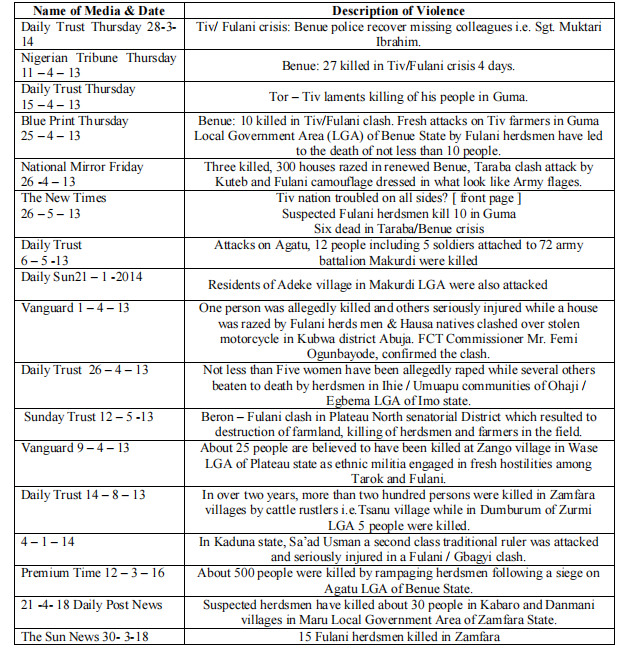 Name of Media & Date Description of Violence
Daily Trust Thursday 28-3-
14
Tiv/ Fulani crisis: Benue police recover missing colleagues i.e. Sgt. Muktari
Ibrahim.
Nigerian Tribune Thursday
11 – 4 – 13
Benue: 27 killed in Tiv/Fulani crisis 4 days.
Daily Trust Thursday
15 – 4 – 13
Tor – Tiv laments killing of his people in Guma.
Blue Print Thursday
25 – 4 – 13
Benue: 10 killed in Tiv/Fulani clash. Fresh attacks on Tiv farmers in Guma
Local Government Area (LGA) of Benue State by Fulani herdsmen have led
to the death of not less than 10 people.
National Mirror Friday
26 -4 – 13
Three killed, 300 houses razed in renewed Benue, Taraba clash attack by
Kuteb and Fulani camouflage dressed in what look like Army flages.
The New Times
26 – 5 – 13
Tiv nation troubled on all sides? [ front page ]
Suspected Fulani herdsmen kill 10 in Guma
Six dead in Taraba/Benue crisis
Daily Trust
6 – 5 -13
Attacks on Agatu, 12 people including 5 soldiers attached to 72 army
battalion Makurdi were killed
Daily Sun21 – 1 -2014
Residents of Adeke village in Makurdi LGA were also attacked
Vanguard 1 – 4 – 13
One person was allegedly killed and others seriously injured while a house
was razed by Fulani herds men & Hausa natives clashed over stolen
motorcycle in Kubwa district Abuja. FCT Commissioner Mr. Femi
Ogunbayode, confirmed the clash.
Daily Trust 26 – 4 – 13
Not less than Five women have been allegedly raped while several others
beaten to death by herdsmen in Ihie / Umuapu communities of Ohaji /
Egbema LGA of Imo state.
Sunday Trust 12 – 5 -13
Beron – Fulani clash in Plateau North senatorial District which resulted to
destruction of farmland, killing of herdsmen and farmers in the field.
Vanguard 9 – 4 – 13
About 25 people are believed to have been killed at Zango village in Wase
LGA of Plateau state as ethnic militia engaged in fresh hostilities among
Tarok and Fulani.
Daily Trust 14 – 8 – 13
In over two years, more than two hundred persons were killed in Zamfara
villages by cattle rustlers i.e.Tsanu village while in Dumburum of Zurmi
LGA 5 people were killed.
4 – 1 – 14
In Kaduna state, Sa’ad Usman a second class traditional ruler was attacked
and seriously injured in a Fulani / Gbagyi clash.
Premium Time 12 – 3 – 16
About 500 people were killed by rampaging herdsmen following a siege on
Agatu LGA of Benue State.
21 -4- 18 Daily Post News
Suspected herdsmen have killed about 30 people in Kabaro and Danmani
villages in Maru Local Government Area of Zamfara State.
The Sun News 30- 3-18
15 Fulani herdsmen killed in Zamfara